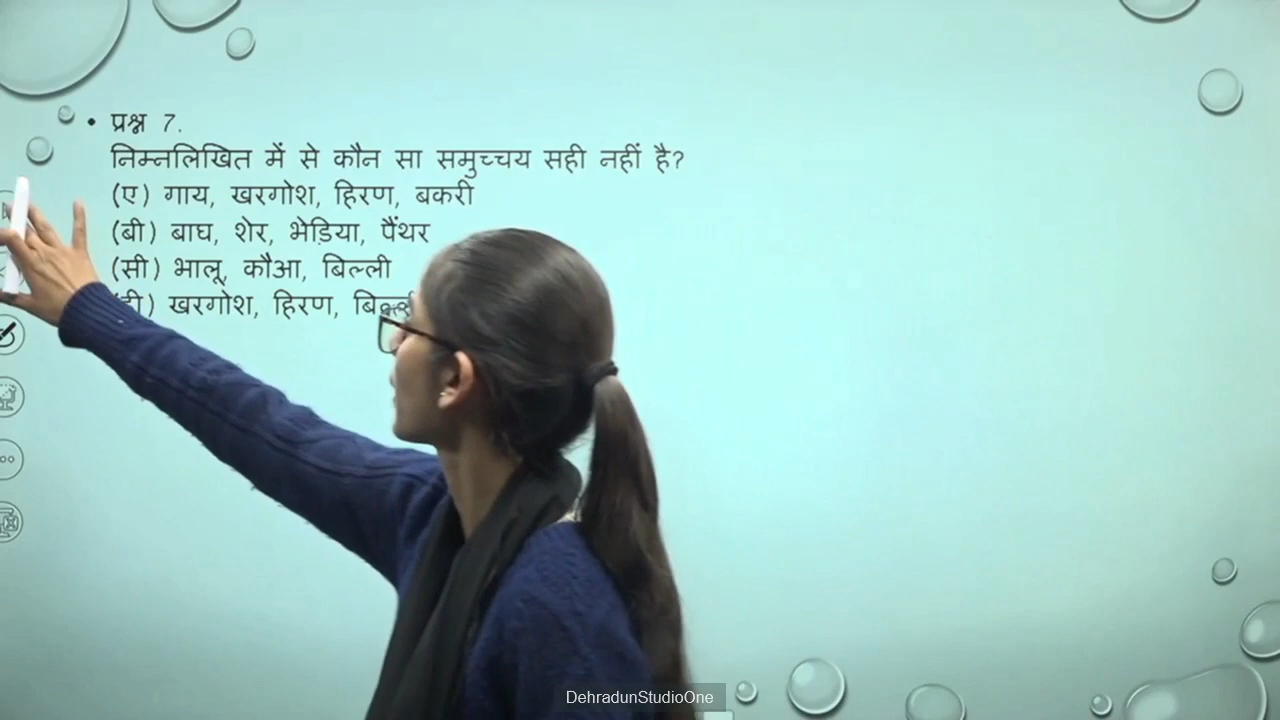 • प्रश्न 7.
निम्नलिखित में से कौन सा समुच्चय सही नहीं है?
(ए) गाय, खरगोश, हिरण, बकरी
(बी) बाघ, शेर, भेड़िया, पैंथर
(सी) भालू, कौआ, बिल्ली
खरगोश, हिरण,
DehradunStudioOne